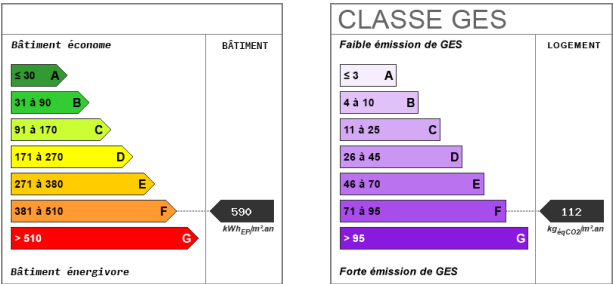 Bâtiment économe
BÂTIMENT
≤ 30 A
31 à 90 B
91 à 170 C
171 à 270 D
271 à 380 E
381 à 510 F
590
kWhEP/m².an
> 510 G
Bâtiment énergivore
CLASSE GES
Faible émission de GES
LOGEMENT
≤ 3 A
4 à 10 B
11 à 25 C
26 à 45 D
46 à 70 E
71 à 95 F
112
kgéqCO2/m².an
> 95 G
Forte émission de GES